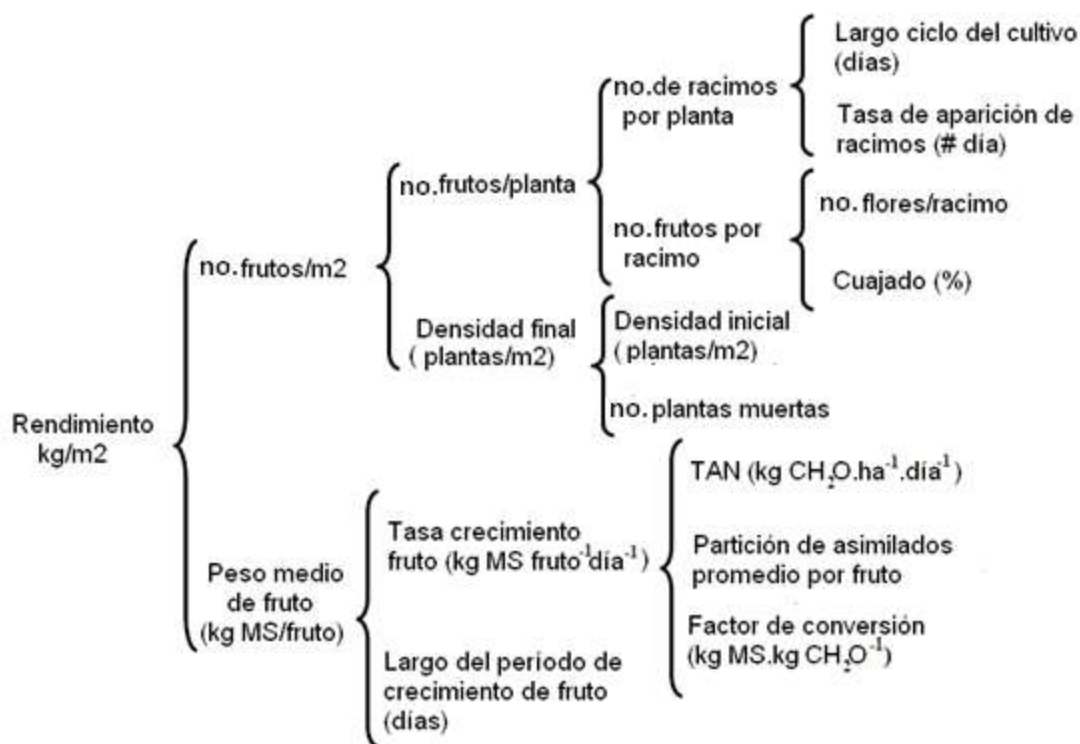 Rendimiento
kg/m2
no.frutos/m2
no.frutos/planta
no.de racimos
por planta
Largo ciclo del cultivo
(días)
Tasa de aparición de
racimos (# día)
no.frutos por
racimo
no.flores/racimo
Cuajado (%)
Densidad final
( plantas/m2)
Densidad inicial
( plantas/m2)
no.plantas muertas
Peso medio
de fruto
(kg MS/fruto)
Tasa crecimiento
fruto (kg MS fruto⁻¹día⁻¹)
TAN (kg CH₂O.ha⁻¹.día⁻¹)
Partición de asimilados
promedio por fruto
Factor de conversión
(kg MS.kg CH₂O⁻¹)
Largo del período de
crecimiento de fruto
(días)